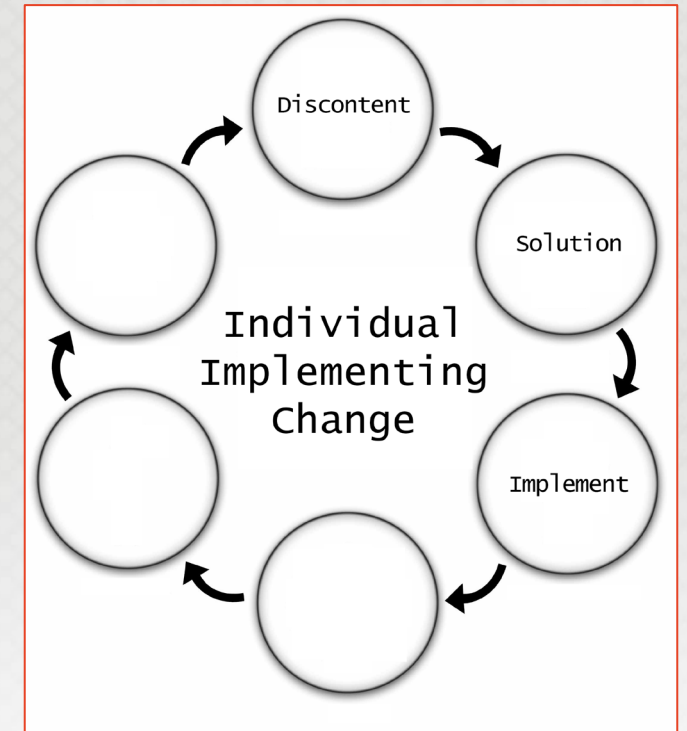 Discontent
Solution
Individual
Implementing
Change
Implement